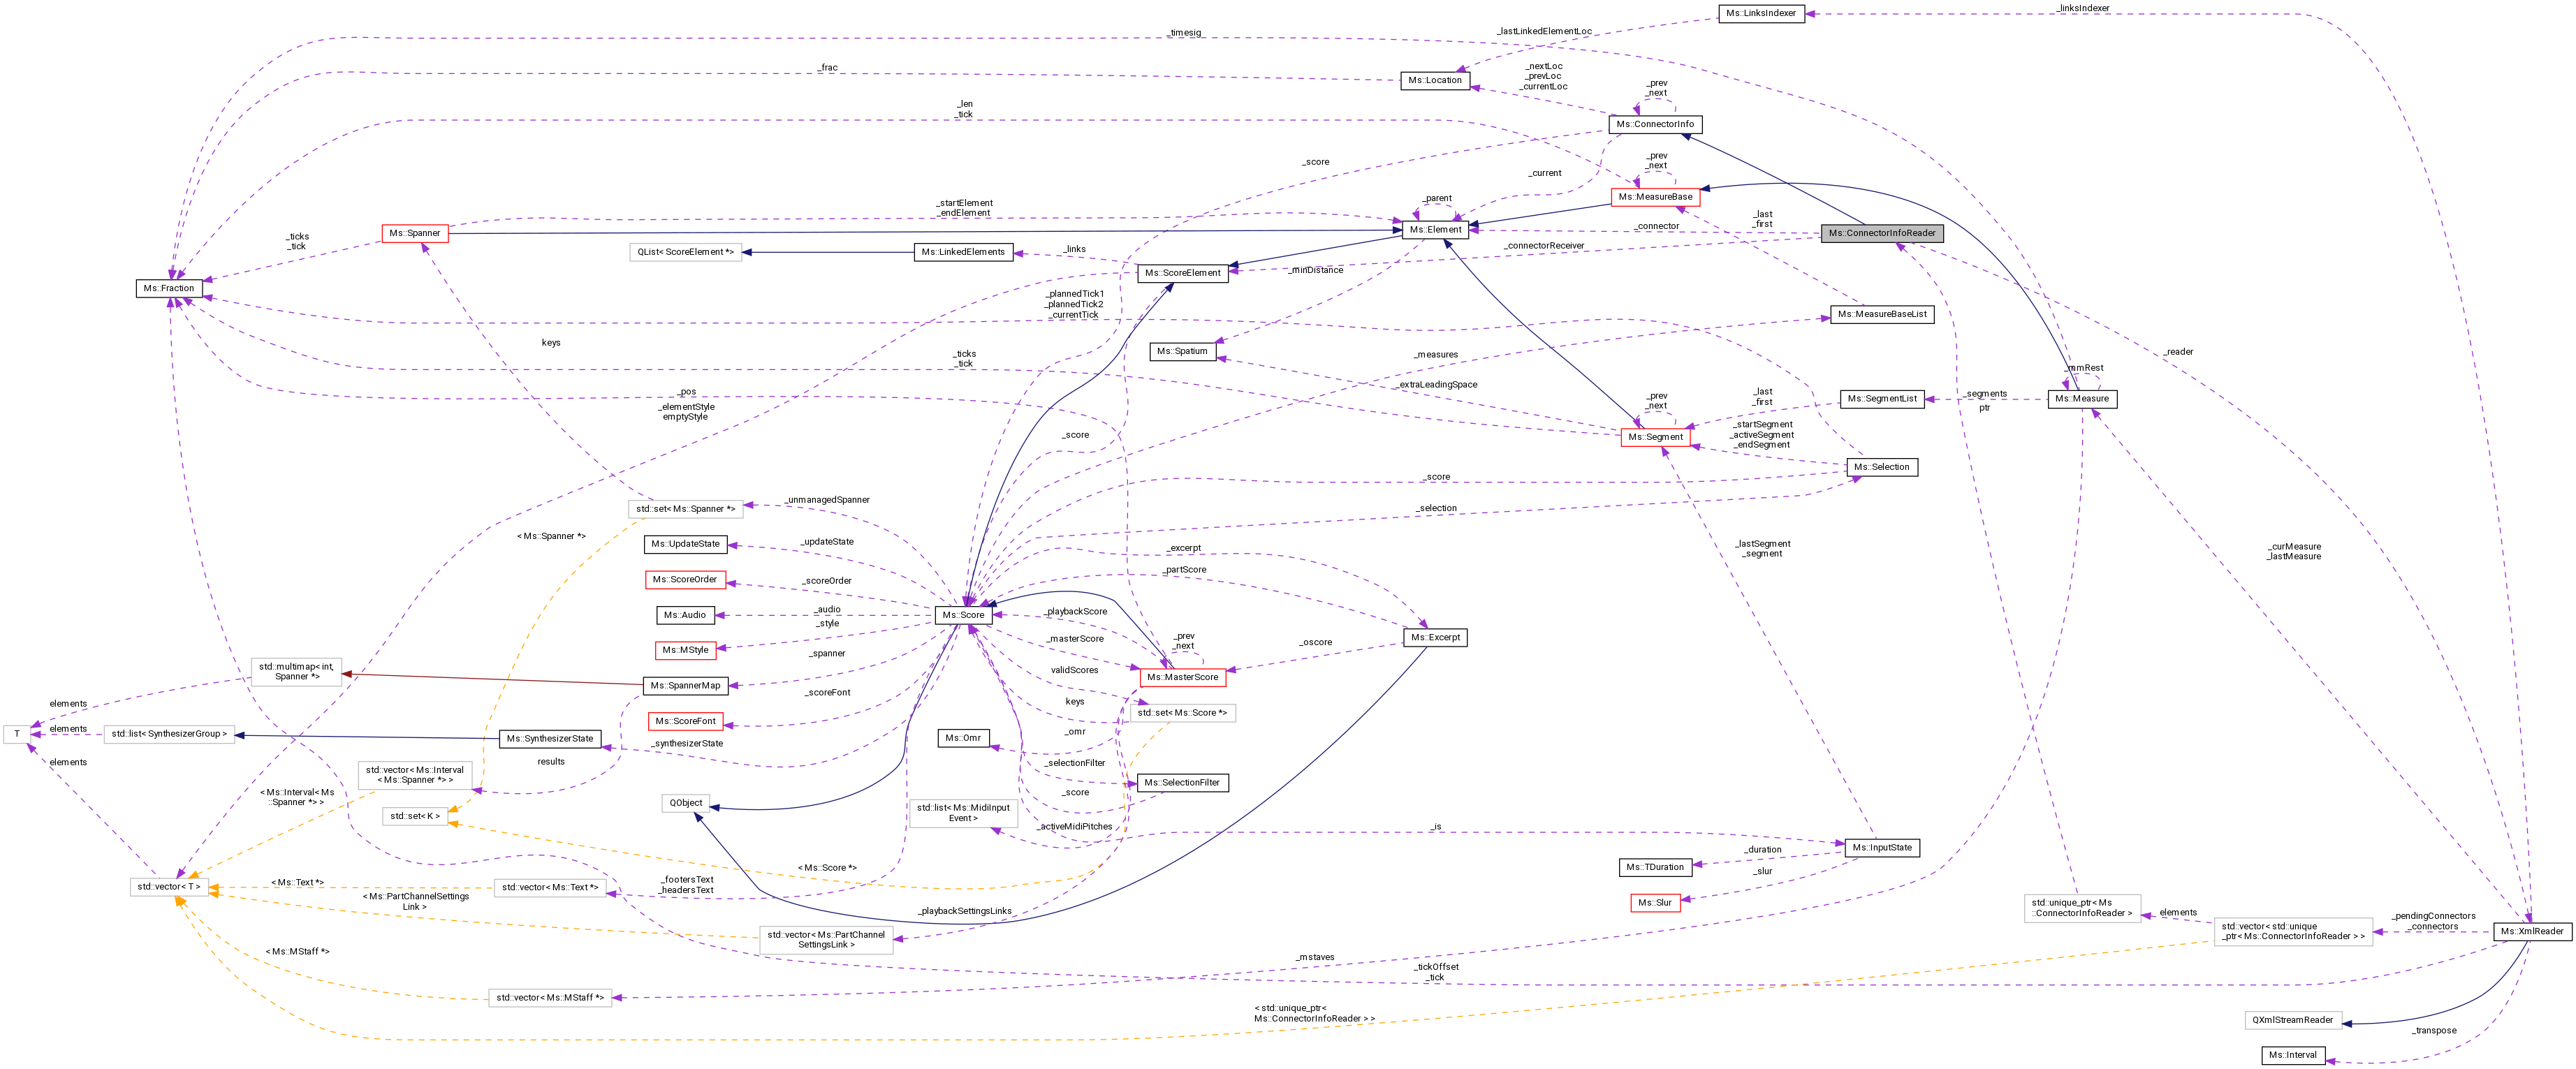 Ms::LinksIndexer
_linksIndexer
_timesig
_lastLinkedElementLoc
_frac
Ms::Location
_nextLoc
_prevLoc
_currentLoc
_prev
_next
Ms::ConnectorInfo
_len
_tick
_score
_current
_prev
_next
Ms::MeasureBase
_parent
Ms::Element
_startElement
_endElement
Ms::Spanner
_ticks
_tick
QList< ScoreElement *>
Ms::LinkedElements
_links
Ms::ScoreElement
_connector
_connectorReceiver
_last
_first
Ms::ConnectorInfoReader
_minDistance
Ms::Fraction
_plannedTick1
_plannedTick2
_currentTick
Ms::MeasureBaseList
keys
Ms::Spatium
_ticks
_tick
_measures
_reader
_mmRest
_extraLeadingSpace
_pos
_elementStyle
emptyStyle
_prev
_next
_last
_first
Ms::SegmentList
_segments
ptr
Ms::Measure
_score
Ms::Segment
_startSegment
_activeSegment
_endSegment
Ms::Selection
_score
_unmanagedSpanner
std::set< Ms::Spanner *>
_selection
< Ms::Spanner *>
Ms::UpdateState
_updateState
_excerpt
_lastSegment
_segment
_curMeasure
_lastMeasure
Ms::ScoreOrder
_scoreOrder
_partScore
Ms::Audio
_audio
Ms::Score
_playbackScore
_style
_masterScore
Ms::Excerpt
Ms::MStyle
_prev
_next
_oscore
_spanner
std::multimap< int,
Spanner *>
validScores
Ms::MasterScore
Ms::SpannerMap
_scoreFont
elements
keys
std::set< Ms::Score *>
Ms::ScoreFont
T
elements
std::list< SynthesizerGroup >
Ms::SynthesizerState
_synthesizerState
Ms::Omr
_omr
elements
results
_selectionFilter
std::vector< Ms::Interval
< Ms::Spanner *> >
Ms::SelectionFilter
< Ms::Interval< Ms
::Spanner *> >
_score
QObject
std::list< Ms::MidiInput
Event >
std::set< K >
_activeMidiPitches
_is
_duration
Ms::InputState
< Ms::Score *>
Ms::TDuration
_slur
< Ms::Text *>
std::vector< T >
std::vector< Ms::Text *>
_footersText
_headersText
Ms::Slur
< Ms::PartChannelSettings
Link >
_playbackSettingsLinks
std::unique_ptr< Ms
::ConnectorInfoReader >
elements
_pendingConnectors
_connectors
std::vector< Ms::PartChannel
SettingsLink >
std::vector< std::unique
_ptr< Ms::ConnectorInfoReader > >
Ms::XmlReader
< Ms::MStaff *>
_mstaves
_tickOffset
_tick
std::vector< Ms::MStaff *>
< std::unique_ptr<
Ms::ConnectorInfoReader > >
QXmlStreamReader
_transpose
Ms::Interval